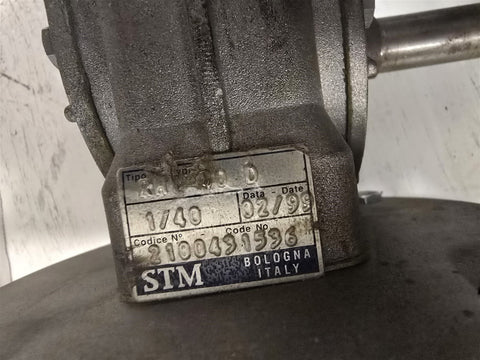 Tipo
1/40
Data Date
02/99
Codice N° Code No
2100491596
STM
BOLOGNA
ITALY